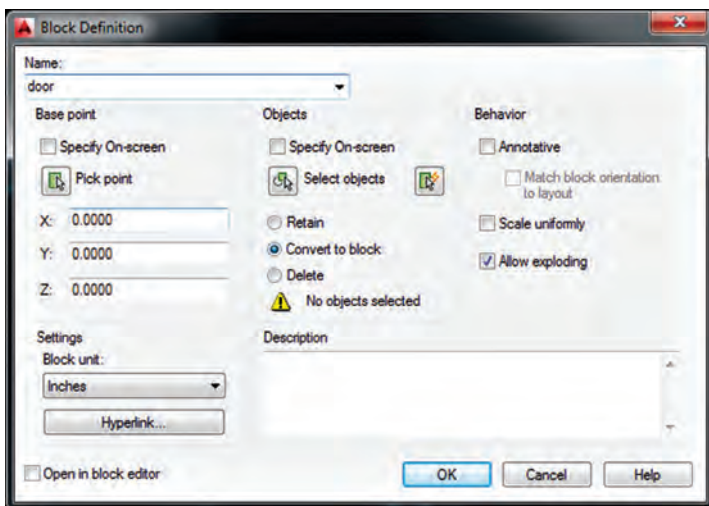 Block Definition
Name:
door
Base point
Specify On-screen
Pick point
X: 0.0000
Y: 0.0000
Z: 0.0000
Objects
Specify On-screen
Select objects
Retain
Convert to block
Delete
No objects selected
Behavior
Annotative
Match block orientation
to layout
Scale uniformly
Allow exploding
Settings
Block unit:
Inches
Hyperlink...
Description
Open in block editor
OK
Cancel
Help